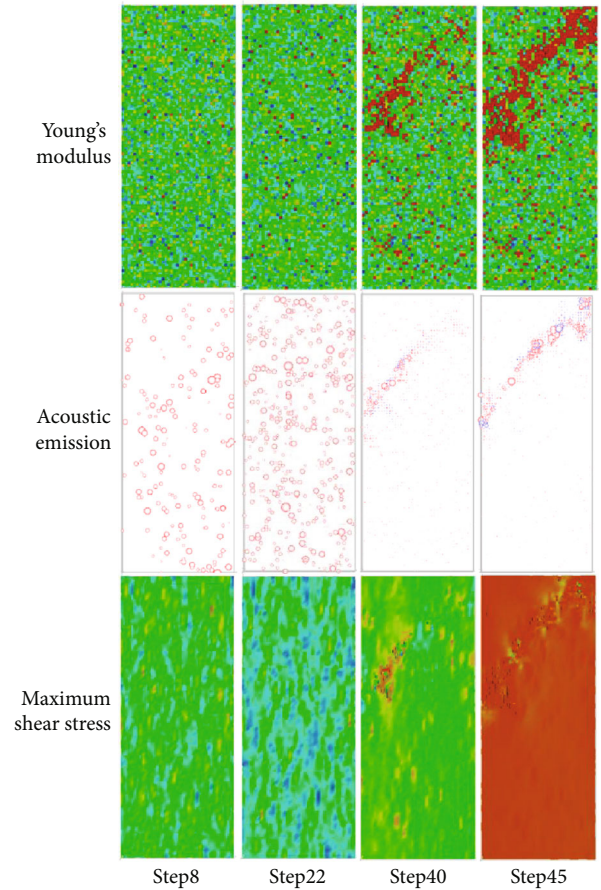 Young's
modulus
Acoustic
emission
Maximum
shear stress
Step8
Step22
Step40
Step45